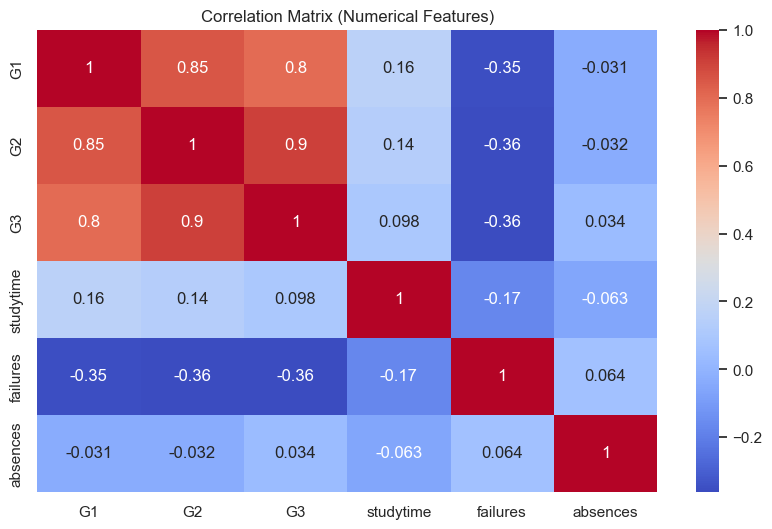 Correlation Matrix (Numerical Features)
G1 1 0.85 0.8 0.16 -0.35 -0.031
G2 0.85 1 0.9 0.14 -0.36 -0.032
G3 0.8 0.9 1 0.098 -0.36 0.034
studytime 0.16 0.14 0.098 1 -0.17 -0.063
failures -0.35 -0.36 -0.36 -0.17 1 0.064
absences -0.031 -0.032 0.034 -0.063 0.064 1
G1 G2 G3 studytime failures absences
1.0
0.8
0.6
0.4
0.2
0.0
−0.2